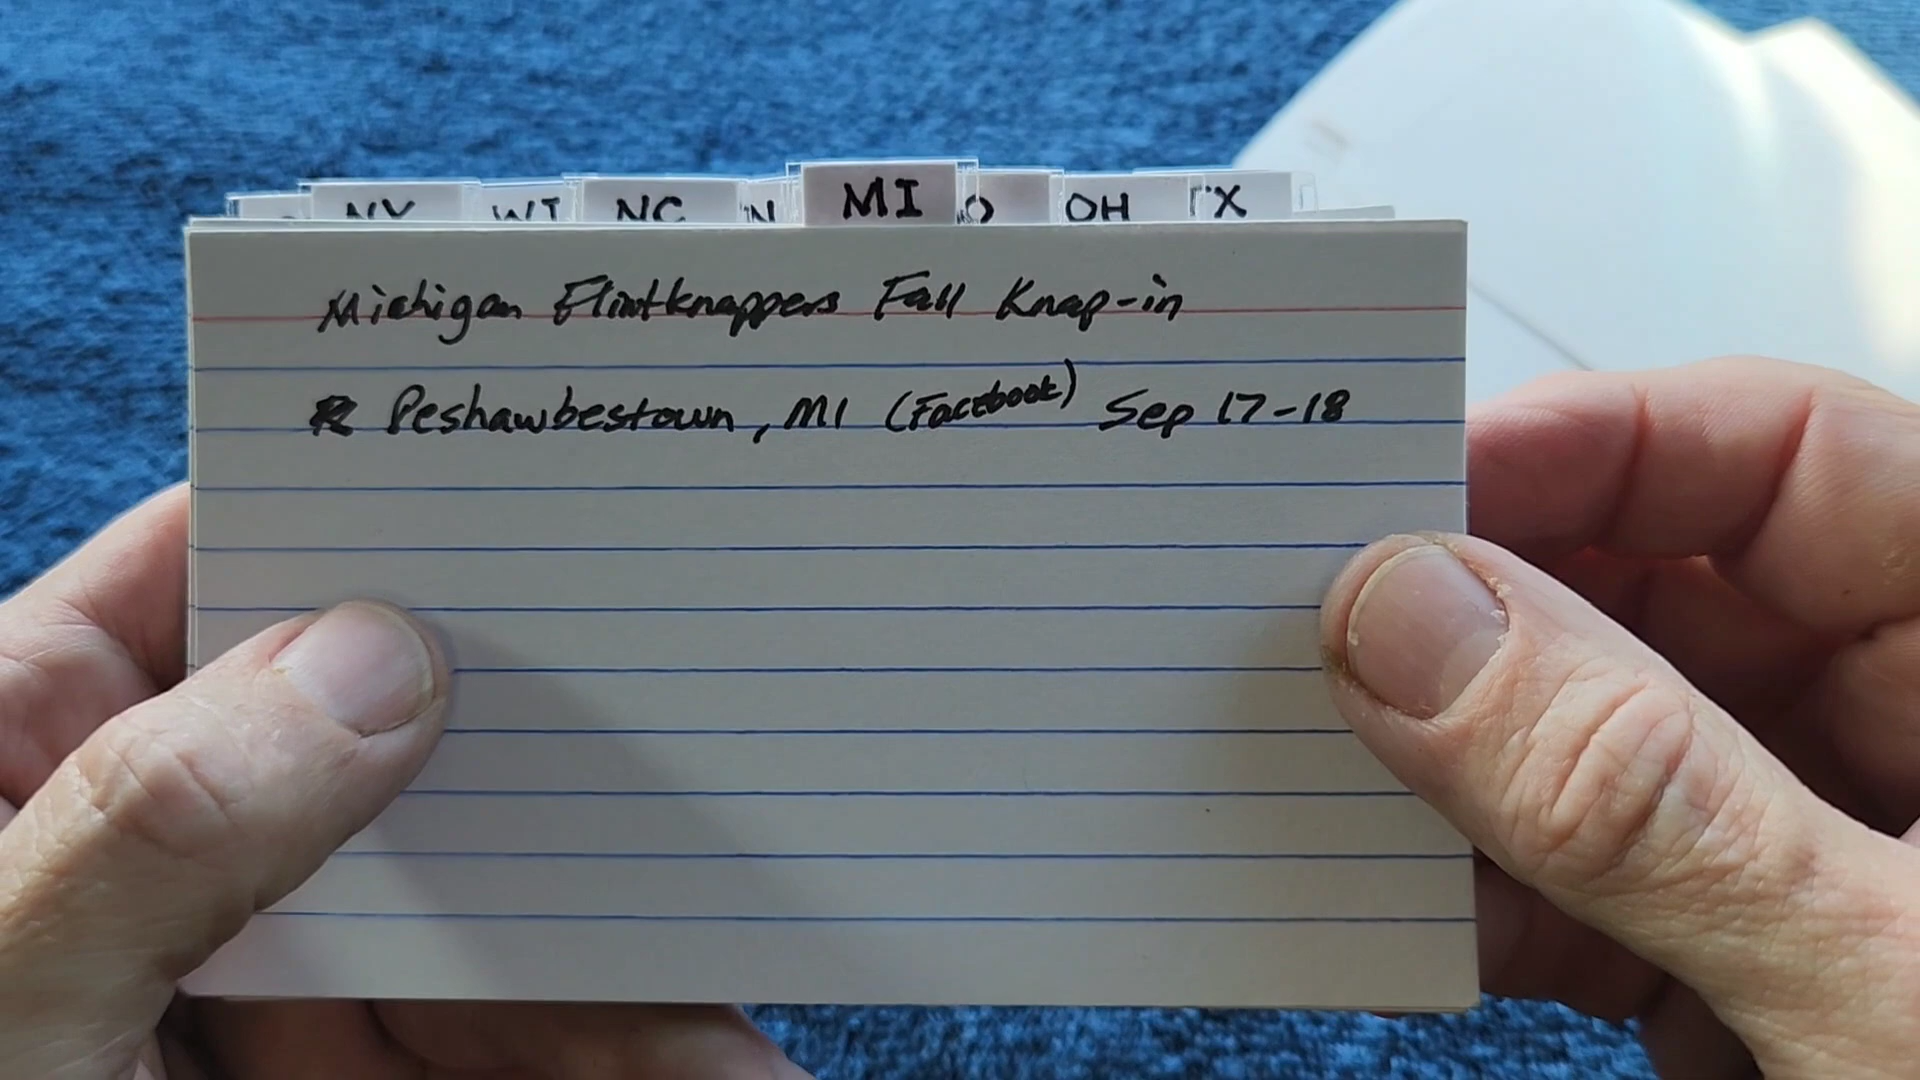 NY WI NC MI OH TX
Michigan Flintknappers Fall Knap-in
Peshawbestown, MI (Facebook) Sep 17-18